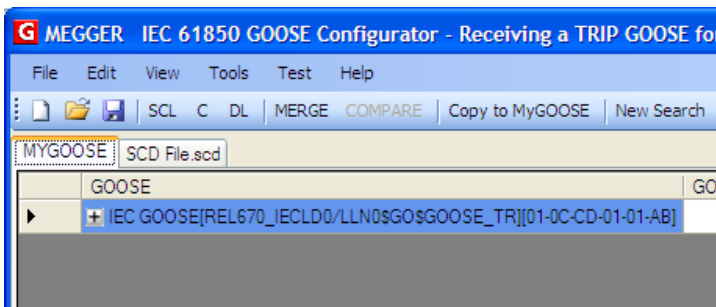 G MEGGER IEC 61850 GOOSE Configurator - Receiving a TRIP GOOSE fo
File Edit View Tools Test Help
SCL C DL MERGE COMPARE Copy to MyGOOSE New Search
MYGOOSE SCD File.scd
GOOSE GO
IEC GOOSE[REL670_IECLD0/LLN0$GO$GOOSE_TR][01-0C-CD-01-01-AB]